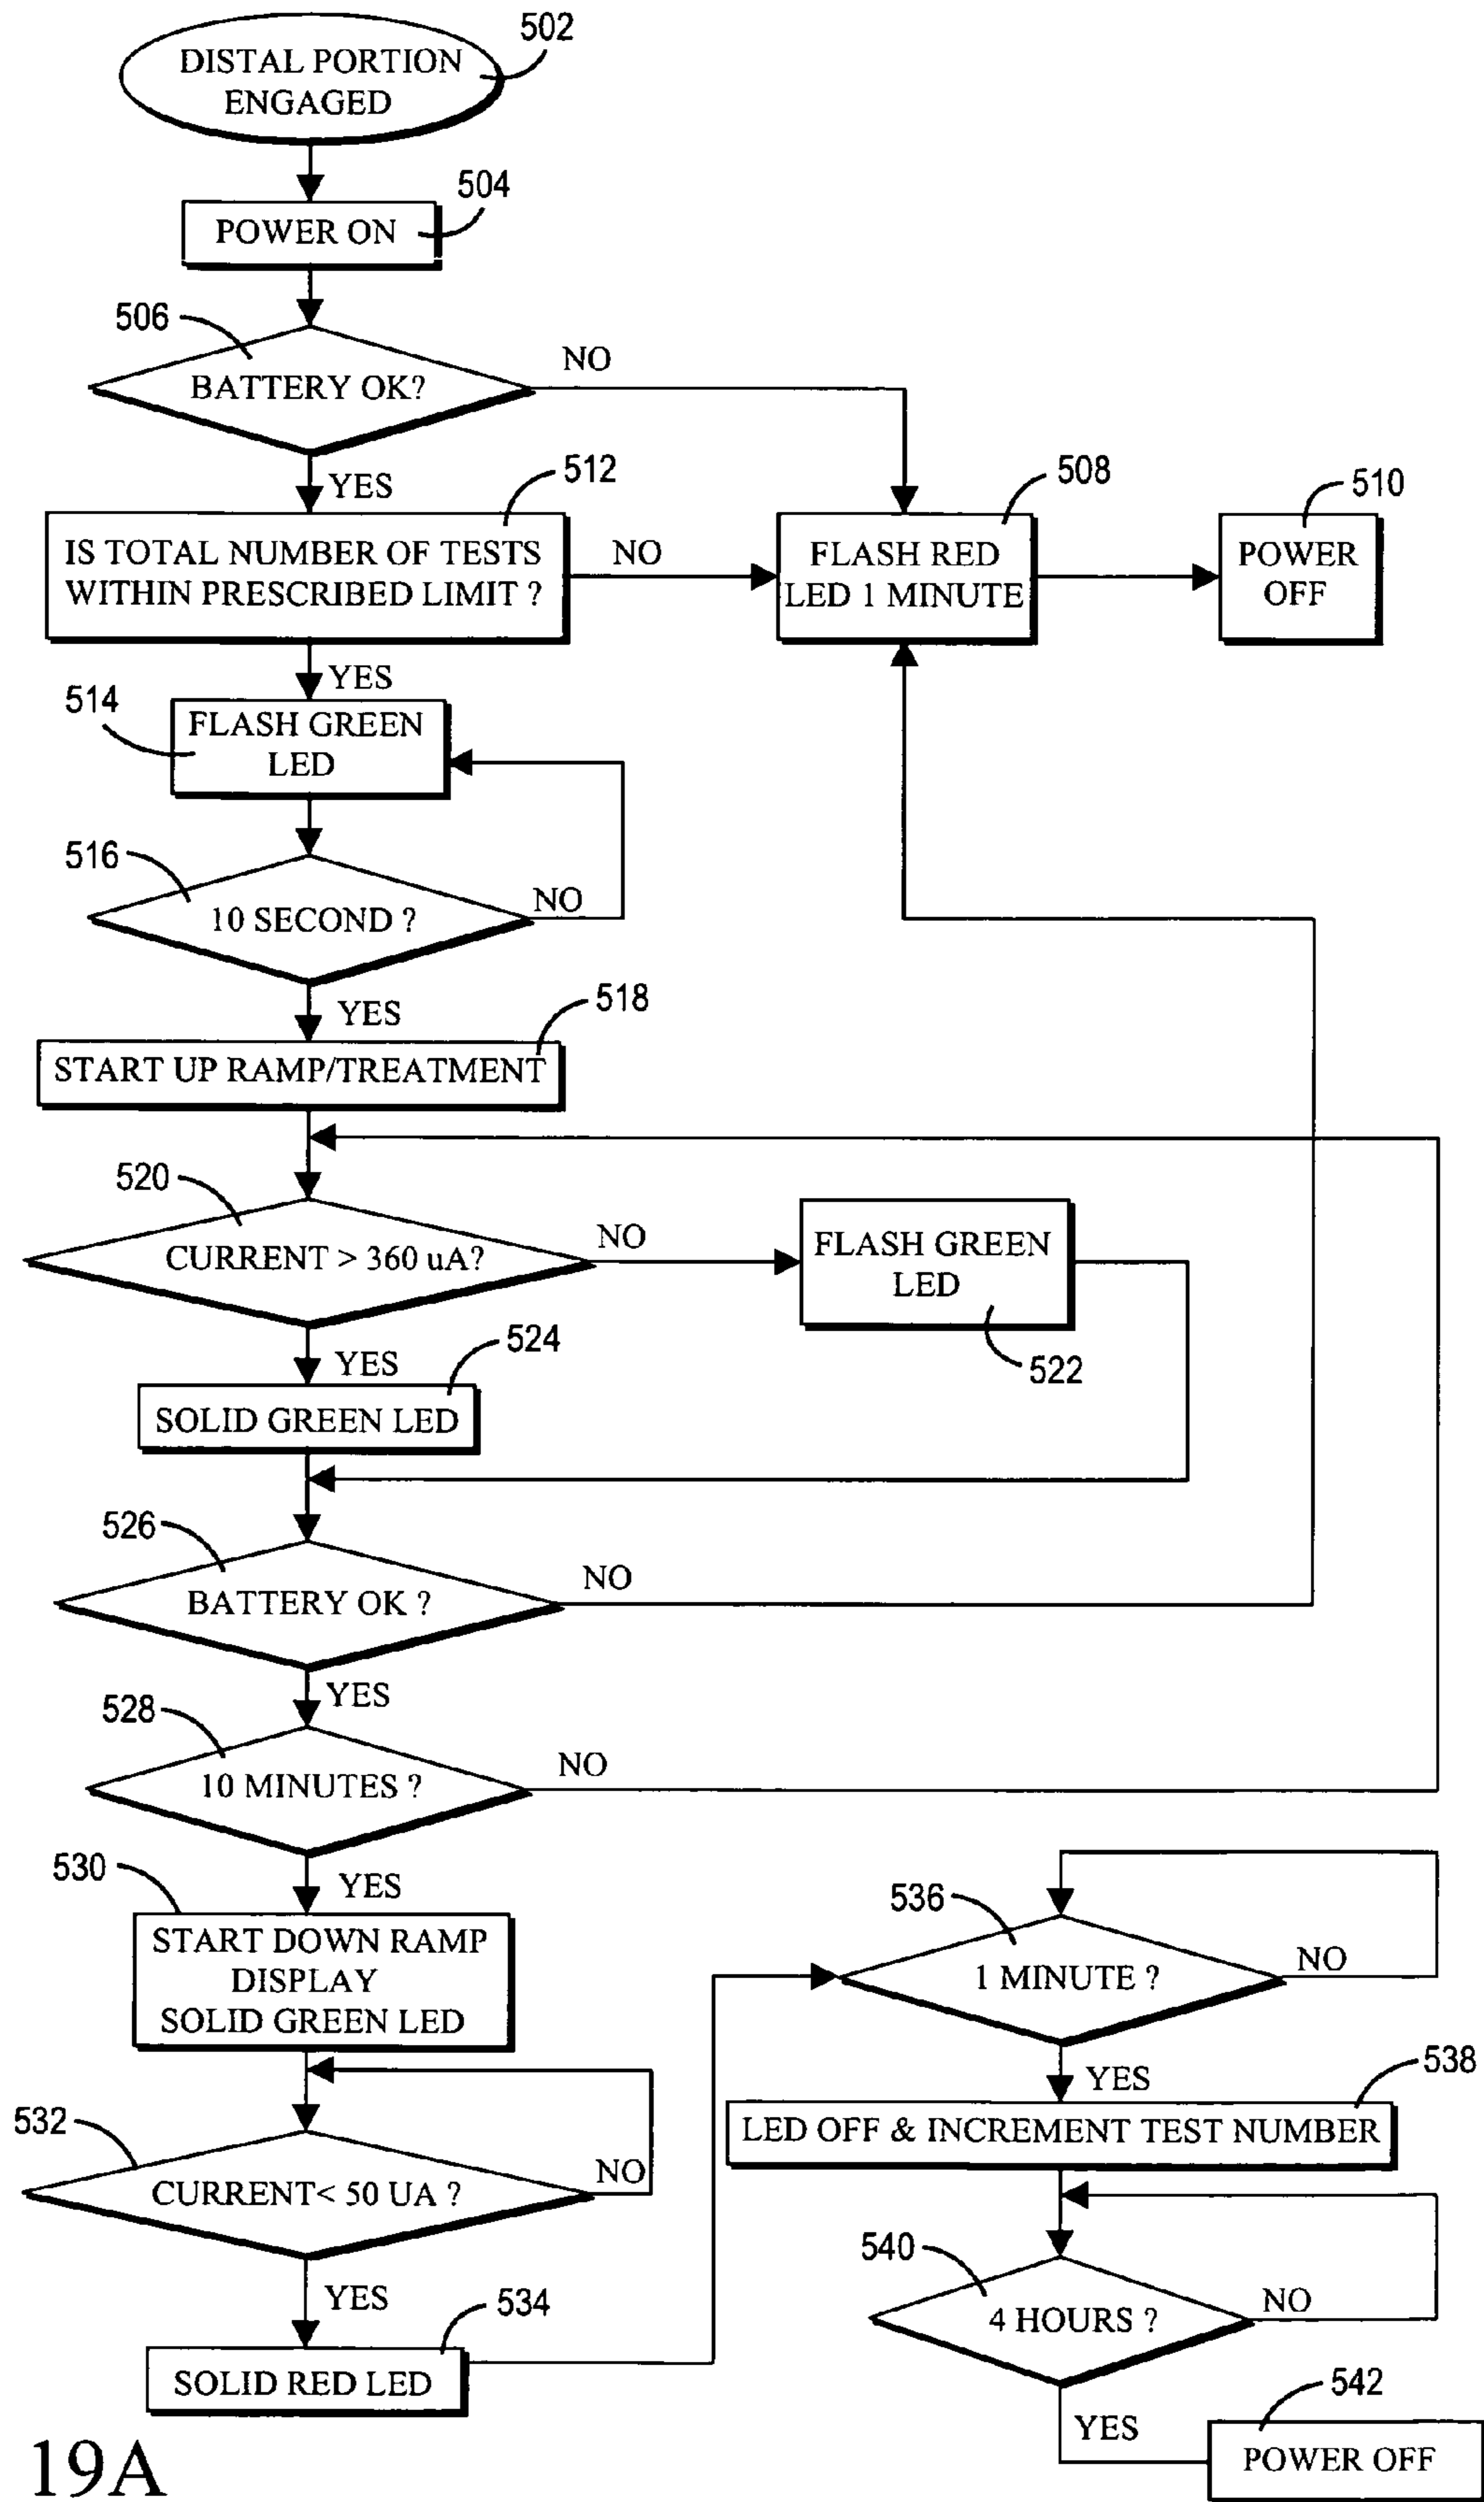 502
DISTAL PORTION
ENGAGED
504
POWER ON
506
NO
BATTERY OK?
YES
512
508
510
IS TOTAL NUMBER OF TESTS
WITHIN PRESCRIBED LIMIT ?
NO
FLASH RED
LED 1 MINUTE
POWER
OFF
YES
514
FLASH GREEN
LED
516
NO
10 SECOND ?
YES
518
START UP RAMP/TREATMENT
520
NO
CURRENT > 360 uA?
FLASH GREEN
LED
522
YES
524
SOLID GREEN LED
526
NO
BATTERY OK ?
YES
528
NO
10 MINUTES ?
YES
530
START DOWN RAMP
DISPLAY
SOLID GREEN LED
532
NO
CURRENT< 50 UA ?
YES
534
SOLID RED LED
536
NO
1 MINUTE ?
YES
538
LED OFF & INCREMENT TEST NUMBER
540
NO
4 HOURS ?
YES
542
POWER OFF
19A